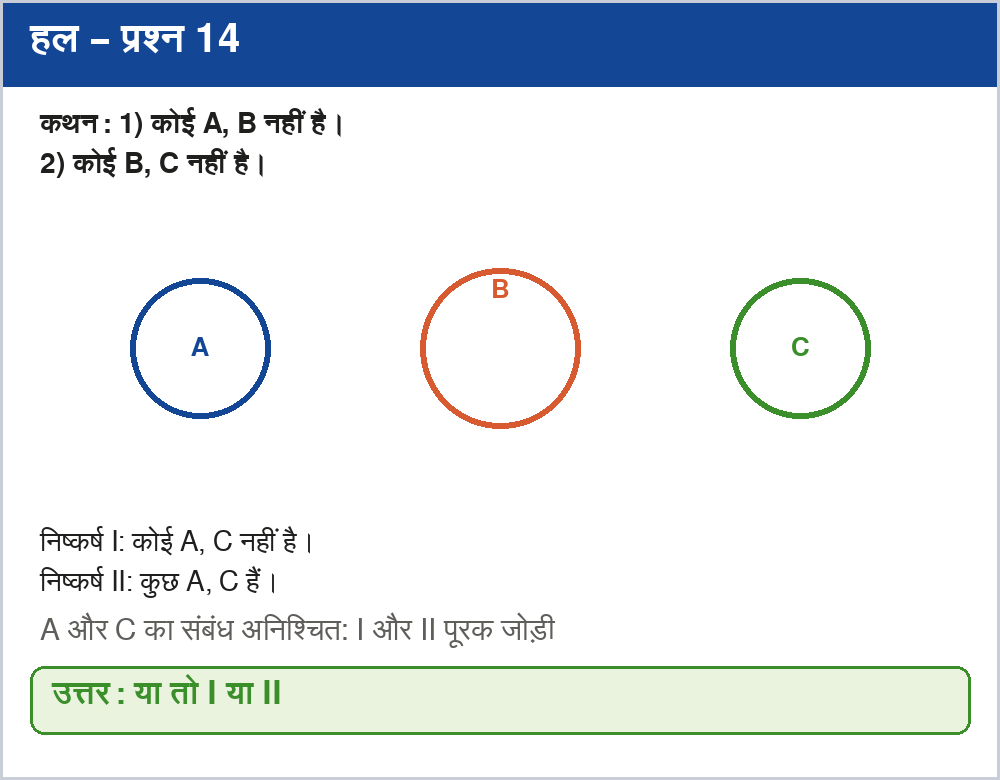 हल – प्रश्न 14
कथन : 1) कोई A, B नहीं है।
2) कोई B, C नहीं है।
A
B
C
निष्कर्ष I: कोई A, C नहीं है।
निष्कर्ष II: कुछ A, C हैं।
A और C का संबंध अनिश्चित: I और II पूरक जोड़ी
उत्तर : या तो I या II